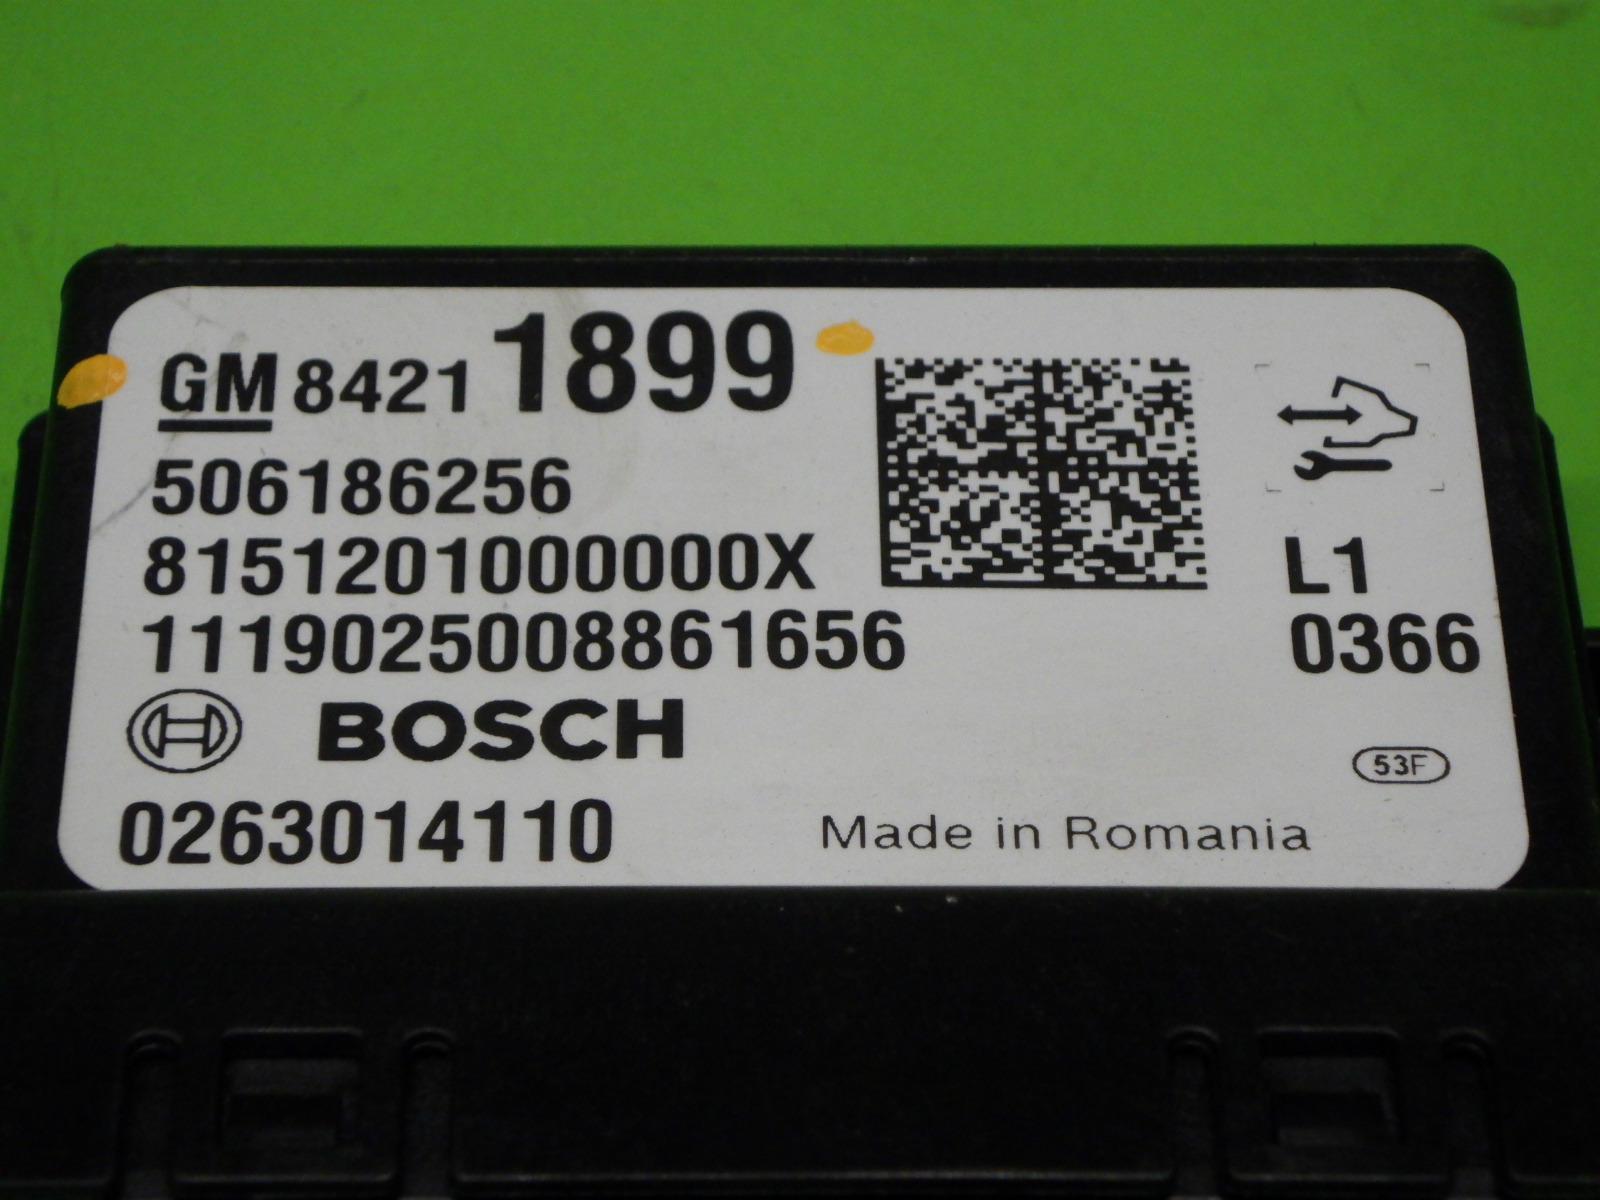 GM 8421 1899
506186256
8151201000000X
1119025008861656
L1
0366
BOSCH
53F
0263014110
Made in Romania